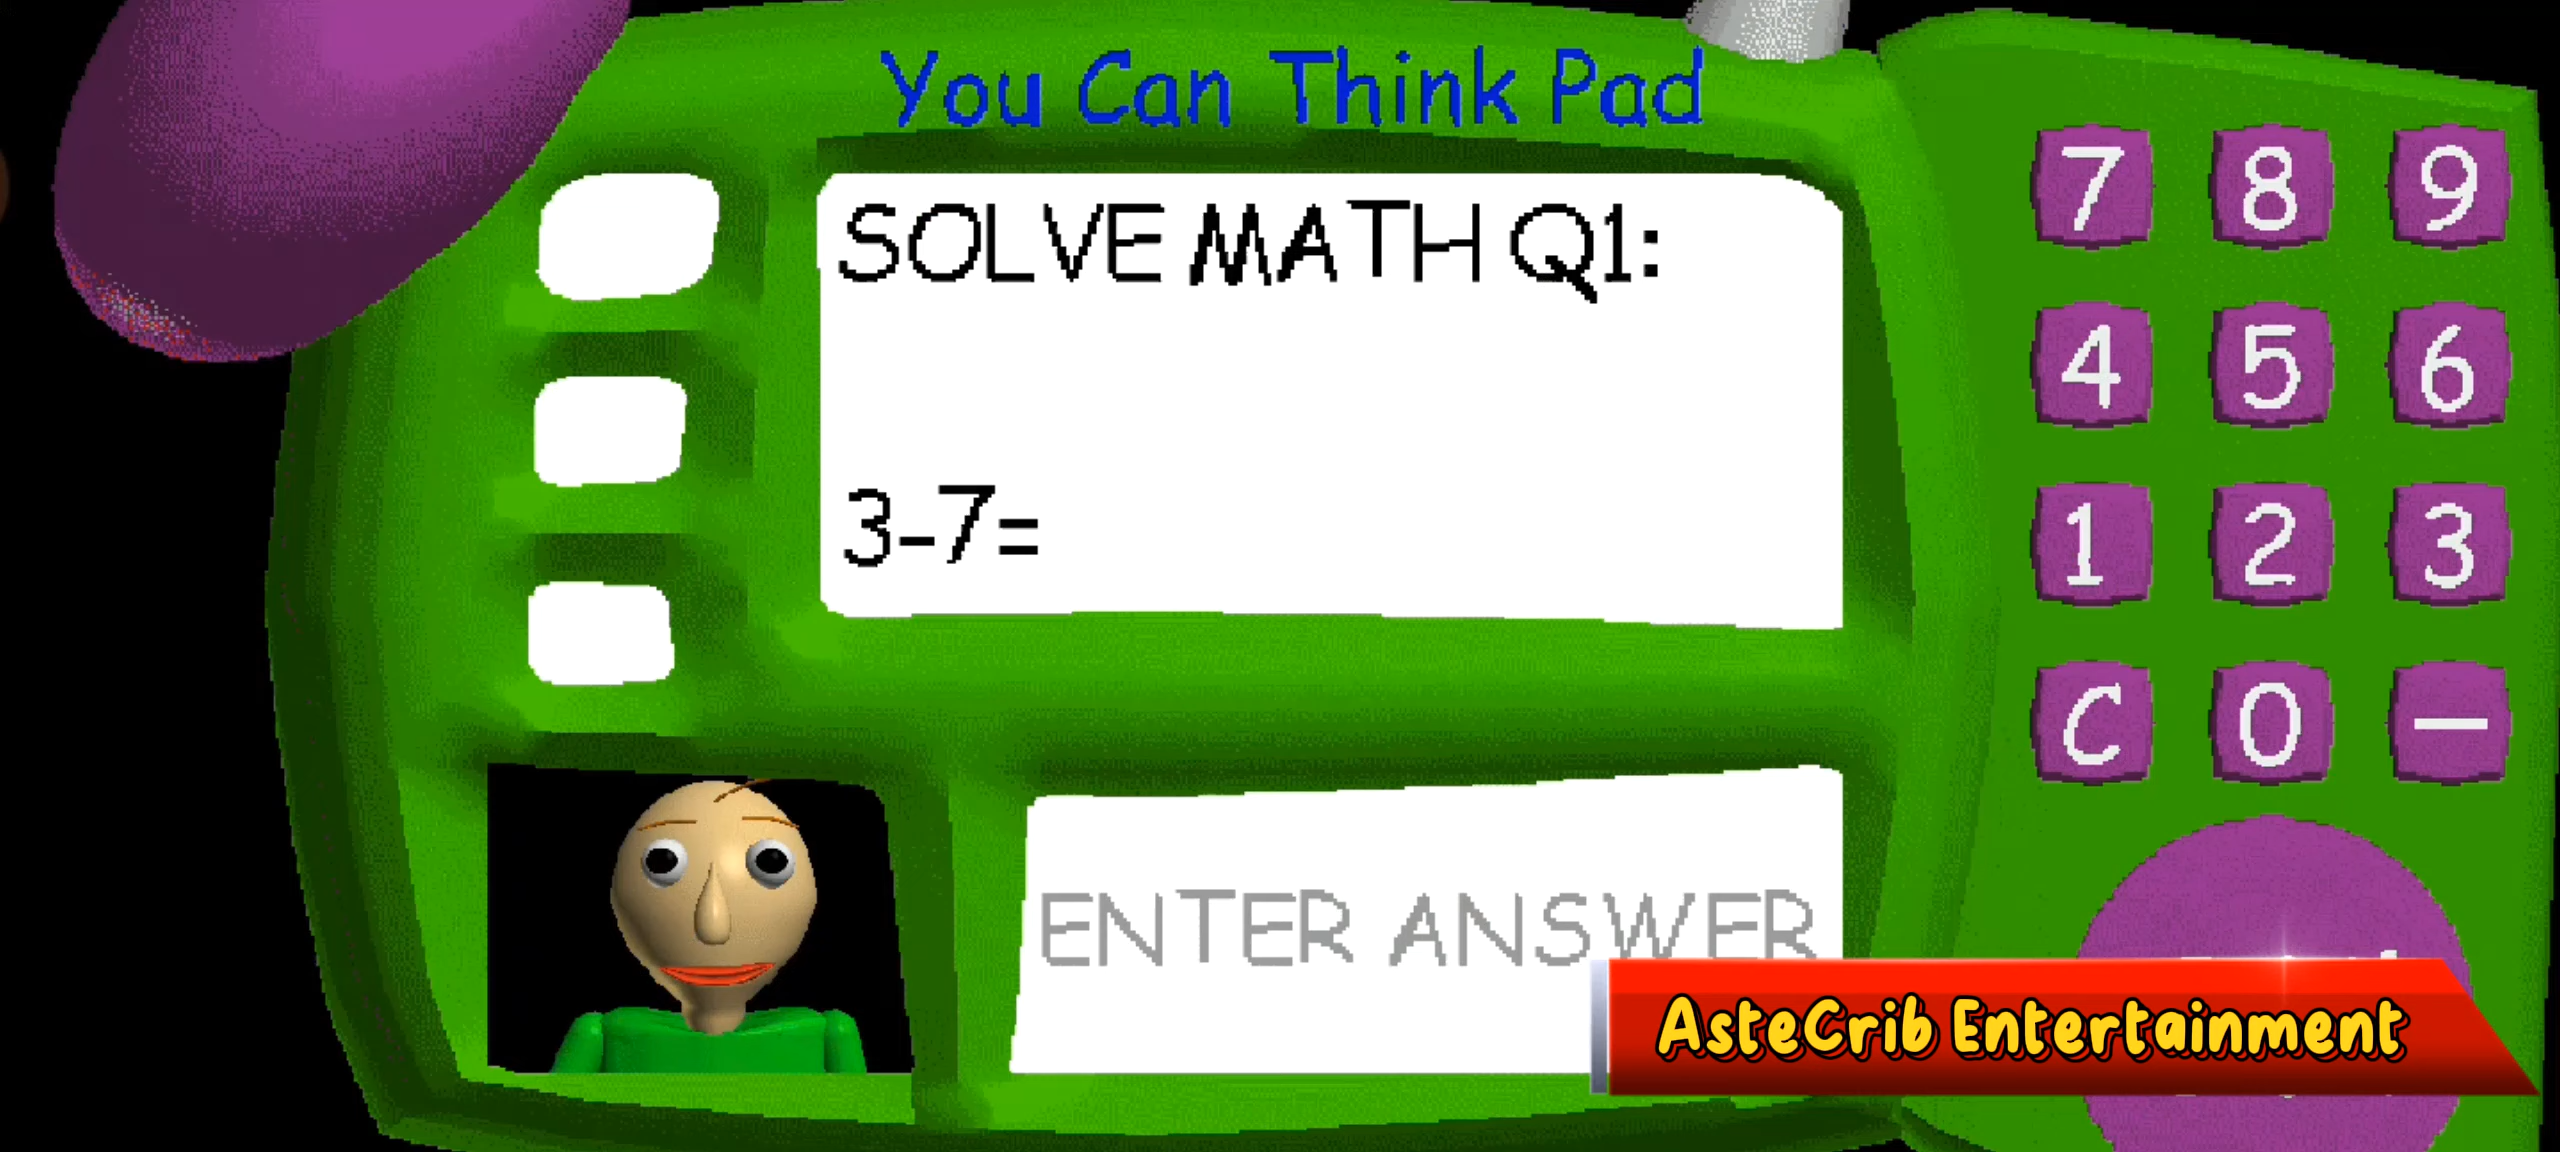 You Can Think Pad
SOLVE MATH Q1:
3-7=
7 8 9
4 5 6
1 2 3
C 0 —
ENTER ANSWER
AsteCrib Entertainment